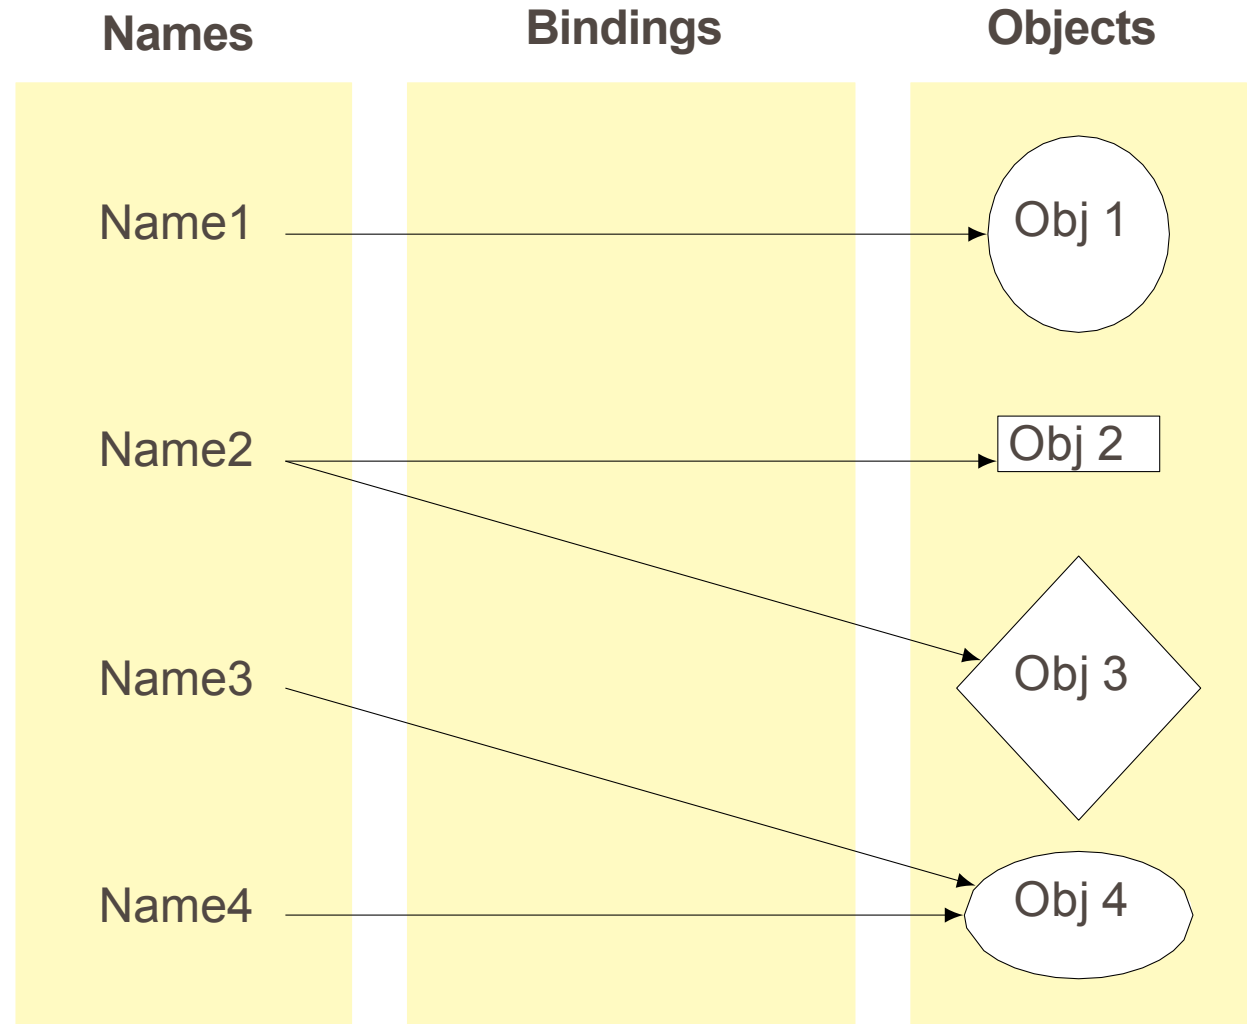 Names
Bindings
Objects
Name1
Obj 1
Name2
Obj 2
Name3
Obj 3
Name4
Obj 4